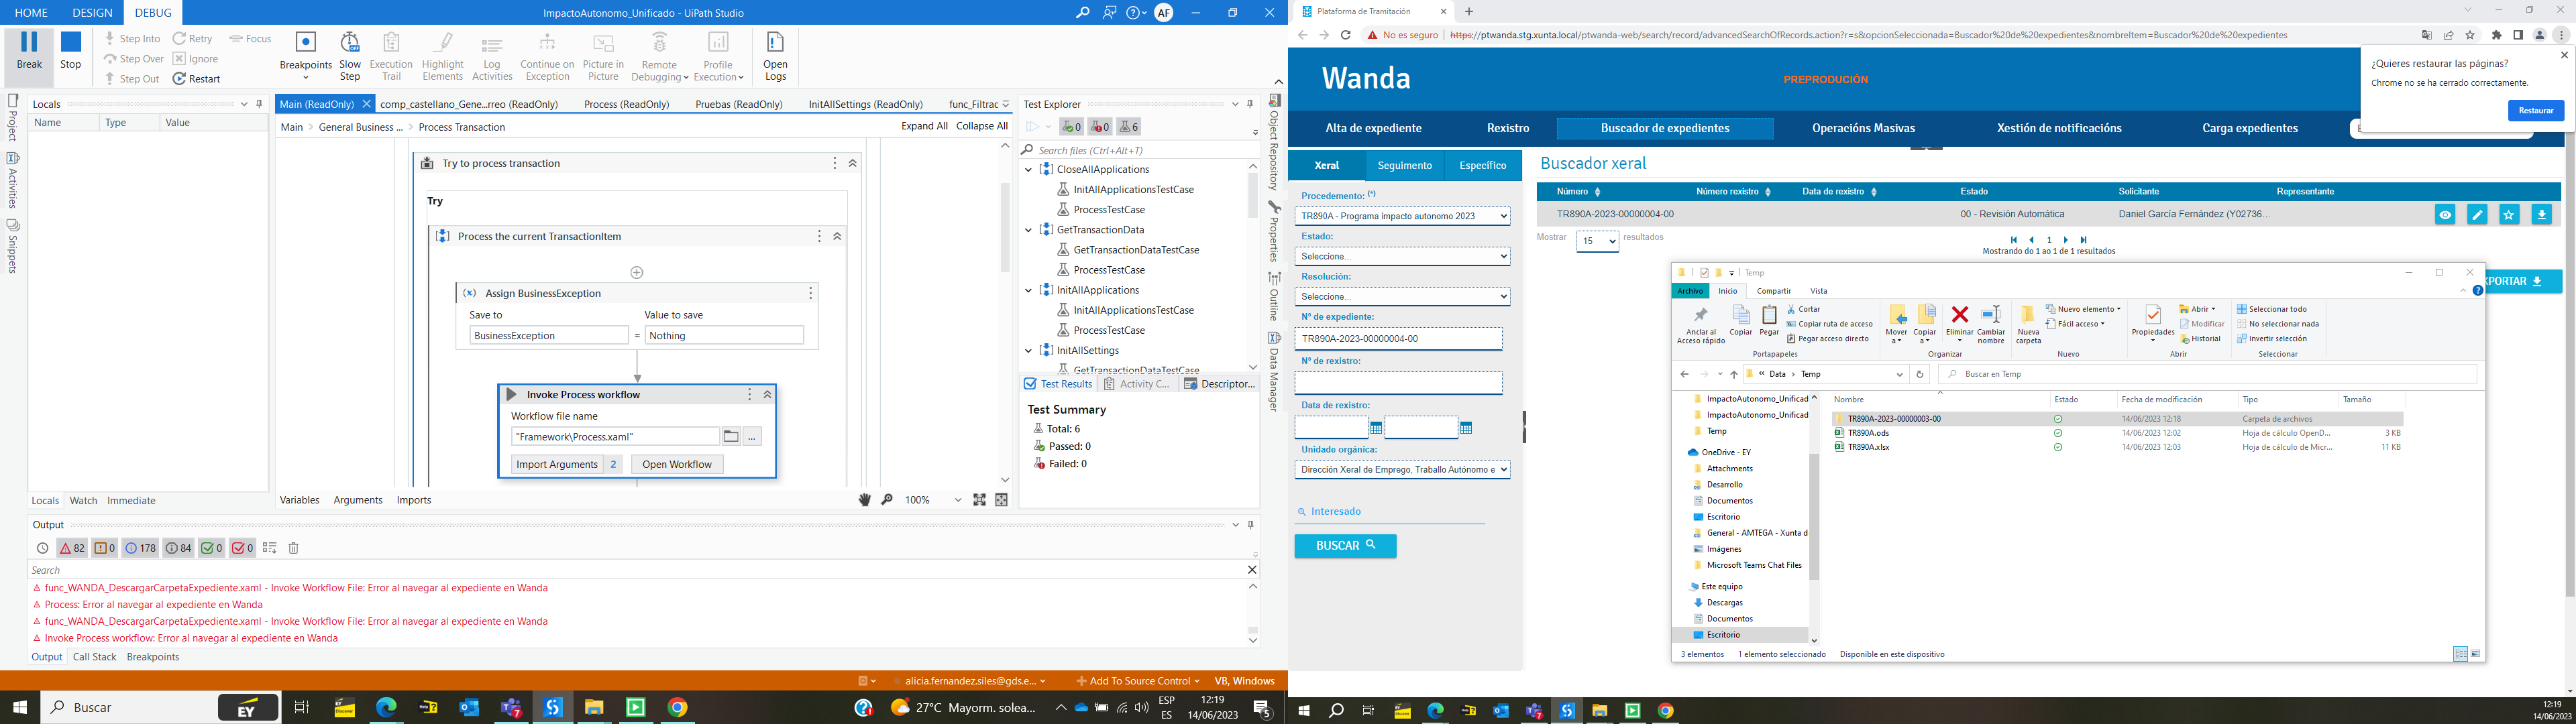 HOME DESIGN DEBUG
ImpactoAutonomo_Unificado - UiPath Studio
AF
Break
Stop
Step Into
Step Over
Step Out
Retry
Ignore
Restart
Focus
Breakpoints
Slow Step
Execution Trail
Highlight Elements
Log Activities
Continue on Exception
Picture in Picture
Remote Debugging
Profile Execution
Open Logs
Project
Activities
Snippets
Locals
Name Type Value
Locals Watch Immediate
Main (ReadOnly) comp_castellano_Gene...rreo (ReadOnly) Process (ReadOnly) Pruebas (ReadOnly) InitAllSettings (ReadOnly) func_Filtrac
Main > General Business ... > Process Transaction
Expand All Collapse All
Try to process transaction
Try
Process the current TransactionItem
Assign BusinessException
Save to Value to save
BusinessException = Nothing
Invoke Process workflow
Workflow file name
"Framework\Process.xaml"
...
Import Arguments 2 Open Workflow
Variables Arguments Imports
100%
Test Explorer
0 0 6
Search files (Ctrl+Alt+T)
CloseAllApplications
InitAllApplicationsTestCase
ProcessTestCase
GetTransactionData
GetTransactionDataTestCase
ProcessTestCase
InitAllApplications
InitAllApplicationsTestCase
ProcessTestCase
InitAllSettings
GetTransactionDataTestCase
Test Results Activity C... Descriptor...
Test Summary
Total: 6
Passed: 0
Failed: 0
Object Repository
Properties
Outline
Data Manager
Output
82 0 178 84 0 0
Search
func_WANDA_DescargarCarpetaExpediente.xaml - Invoke Workflow File: Error al navegar al expediente en Wanda
Process: Error al navegar al expediente en Wanda
func_WANDA_DescargarCarpetaExpediente.xaml - Invoke Workflow File: Error al navegar al expediente en Wanda
Invoke Process workflow: Error al navegar al expediente en Wanda
Output Call Stack Breakpoints
alicia.fernandez.siles@gds.e...
Add To Source Control
VB, Windows
Buscar
EY
27°C Mayorm. solea...
ESP
ES
12:19
14/06/2023
5
Plataforma de Tramitación
No es seguro
https://ptwanda.stg.xunta.local/ptwanda-web/search/record/advancedSearchOfRecords.action?r=s&opcionSeleccionada=Buscador%20de%20expedientes&nombreItem=Buscador%20de%20expedientes
¿Quieres restaurar las páginas?
Chrome no se ha cerrado correctamente.
Restaurar
Wanda
PREPRODUCIÓN
Alta de expediente Rexistro Buscador de expedientes Operacións Masivas Xestión de notificacións Carga expedientes
Xeral Seguimento Específico
Procedemento: (*)
TR890A - Programa impacto autonomo 2023
Estado:
Seleccione...
Resolución:
Seleccione...
Nº de expediente:
TR890A-2023-00000004-00
Nº de rexistro:
Data de rexistro:
Unidade orgánica:
Dirección Xeral de Emprego, Traballo Autónomo e
Interesado
BUSCAR
Buscador xeral
Número Número rexistro Data de rexistro Estado Solicitante Representante
TR890A-2023-00000004-00 00 - Revisión Automática Daniel García Fernández (Y02736...
Mostrar 15 resultados
1
Mostrando do 1 ao 1 de 1 resultados
PORTAR
Temp
Archivo Inicio Compartir Vista
Anclar al Acceso rápido
Copiar
Pegar
Cortar
Copiar ruta de acceso
Pegar acceso directo
Portapapeles
Mover a
Copiar a
Eliminar
Cambiar nombre
Organizar
Nueva carpeta
Nuevo elemento
Fácil acceso
Nuevo
Propiedades
Abrir
Modificar
Historial
Abrir
Seleccionar todo
No seleccionar nada
Invertir selección
Seleccionar
« Data > Temp
Buscar en Temp
ImpactoAutonomo_Unificad
ImpactoAutonomo_Unificad
Temp
OneDrive - EY
Attachments
Desarrollo
Documentos
Escritorio
General - AMTEGA - Xunta d
Imágenes
Microsoft Teams Chat Files
Este equipo
Descargas
Documentos
Escritorio
Nombre Estado Fecha de modificación Tipo Tamaño
TR890A-2023-00000003-00 14/06/2023 12:18 Carpeta de archivos
TR890A.ods 14/06/2023 12:02 Hoja de cálculo OpenD... 3 KB
TR890A.xlsx 14/06/2023 12:03 Hoja de cálculo de Micr... 11 KB
3 elementos 1 elemento seleccionado Disponible en este dispositivo
12:19
14/06/2023